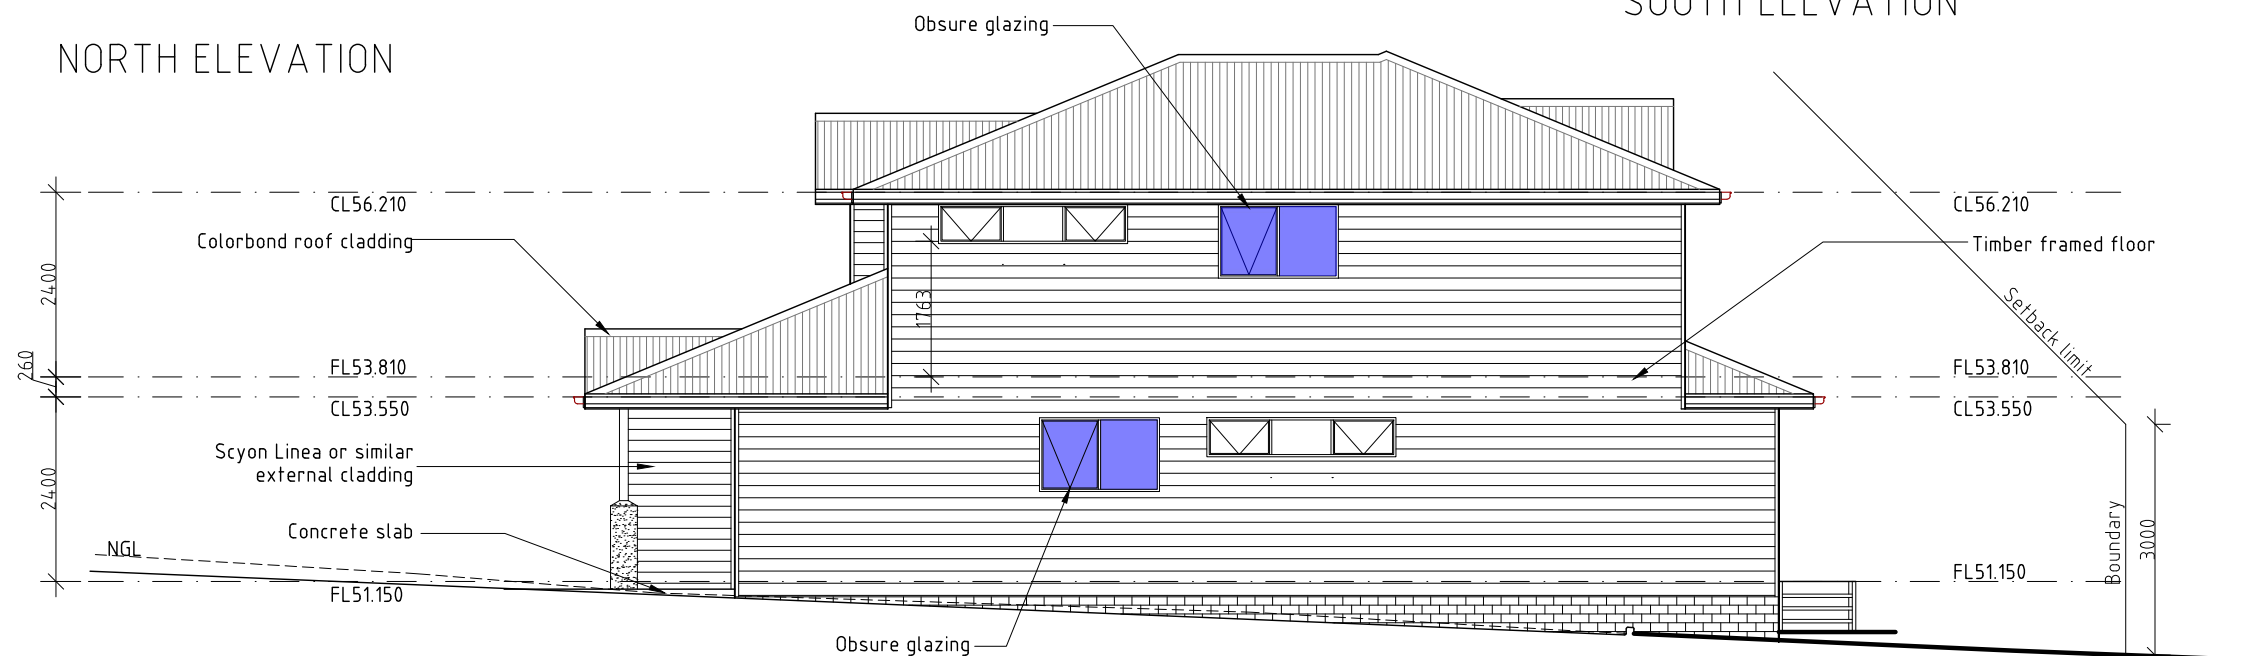 SOUTH ELEVATION
Obsure glazing
NORTH ELEVATION
CL56.210
CL56.210
Colorbond roof cladding
Timber framed floor
2400
1763
Setback limit
260
FL53.810
FL53.810
CL53.550
CL53.550
Scyon Linea or similar
external cladding
2400
Concrete slab
NGL
Boundary
3000
FL51.150
FL51.150
Obsure glazing